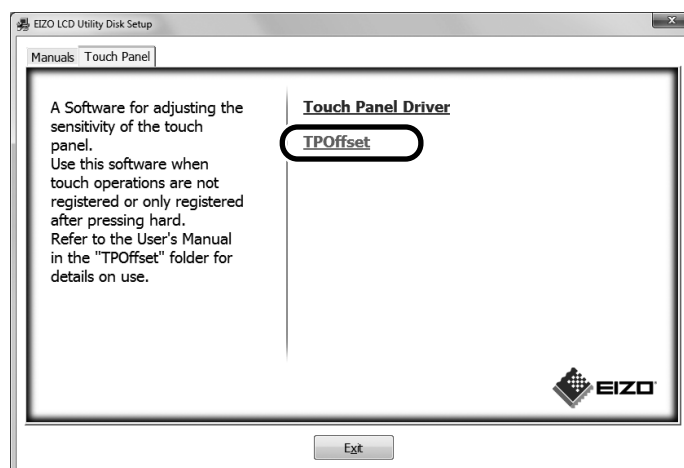 EIZO LCD Utility Disk Setup
x
Manuals
Touch Panel
A Software for adjusting the
sensitivity of the touch
panel.
Use this software when
touch operations are not
registered or only registered
after pressing hard.
Refer to the User's Manual
in the "TPOffset" folder for
details on use.
Touch Panel Driver
TPOffset
EIZO
Exit